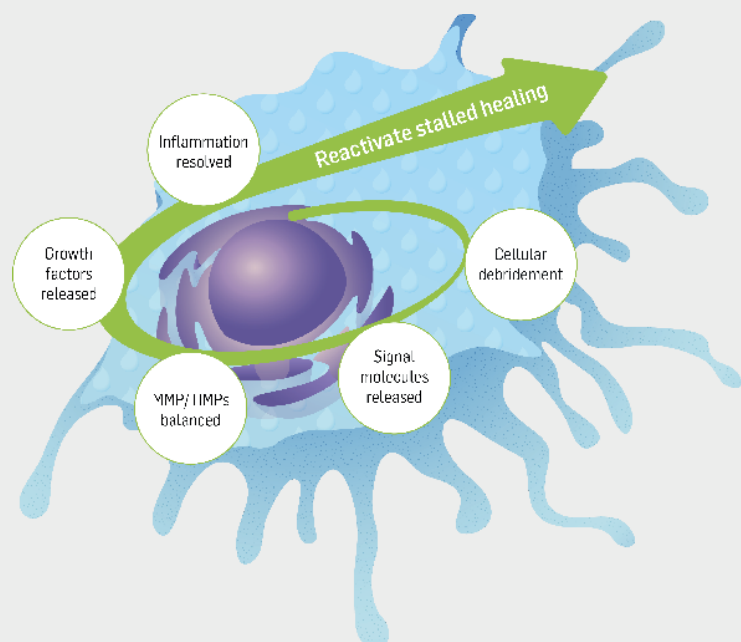 Reactivate stalled healing
Inflammation
resolved
Growth
factors
released
Cellular
debridement
Signal
molecules
released
MMP/TIMPs
balanced